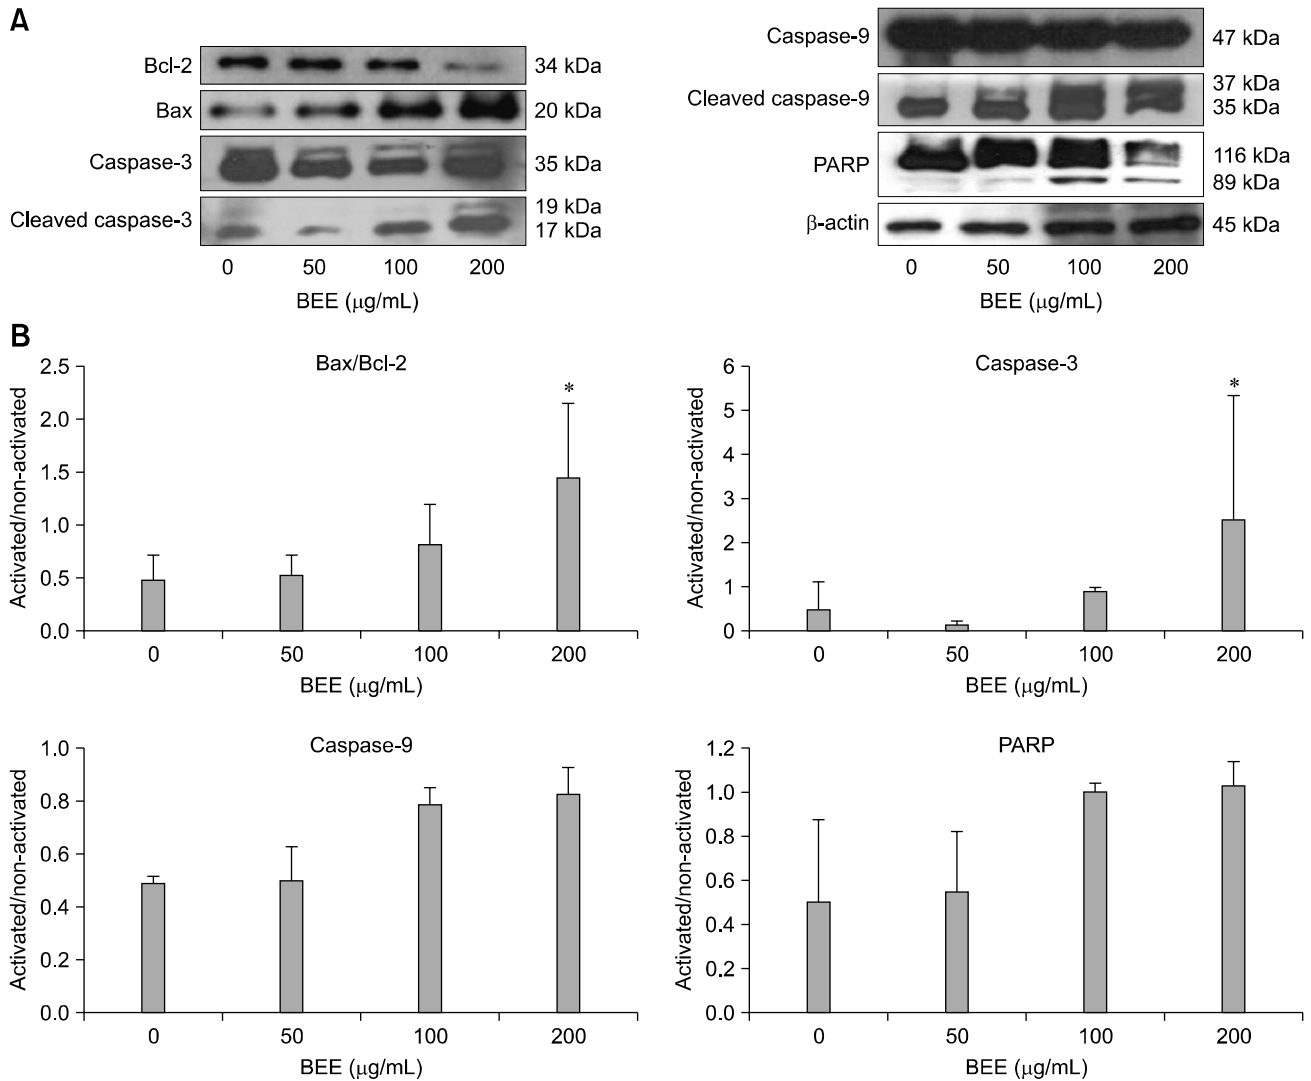 A
Bcl-2 34 kDa
Bax 20 kDa
Caspase-3 35 kDa
Cleaved caspase-3 19 kDa
17 kDa
0 50 100 200
BEE (μg/mL)
Caspase-9 47 kDa
Cleaved caspase-9 37 kDa
35 kDa
PARP 116 kDa
89 kDa
β-actin 45 kDa
0 50 100 200
BEE (μg/mL)
B
Bax/Bcl-2
Activated/non-activated
2.5
2.0
1.5
1.0
0.5
0.0
*
0 50 100 200
BEE (μg/mL)
Caspase-3
Activated/non-activated
6
5
4
3
2
1
0
*
0 50 100 200
BEE (μg/mL)
Caspase-9
Activated/non-activated
1.0
0.8
0.6
0.4
0.2
0.0
0 50 100 200
BEE (μg/mL)
PARP
Activated/non-activated
1.2
1.0
0.8
0.6
0.4
0.2
0.0
0 50 100 200
BEE (μg/mL)